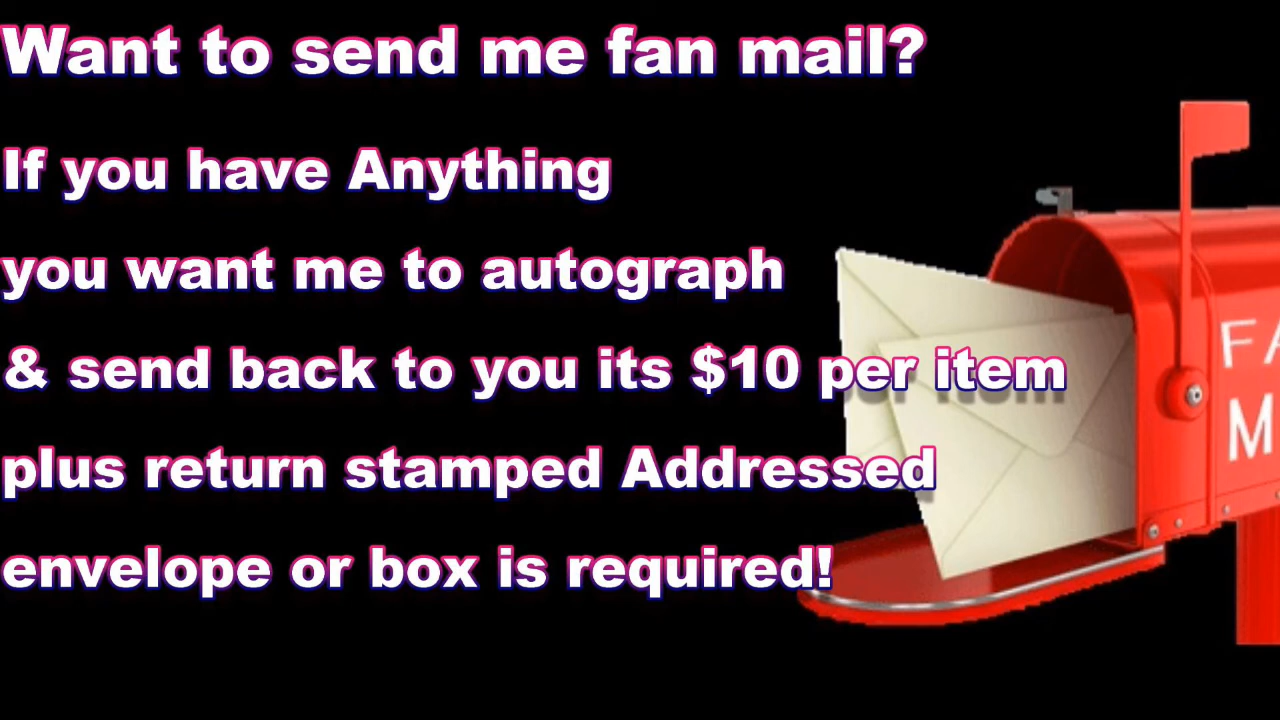 Want to send me fan mail?
If you have Anything
you want me to autograph
& send back to you its $10 per item
plus return stamped Addressed
envelope or box is required!
FA
M